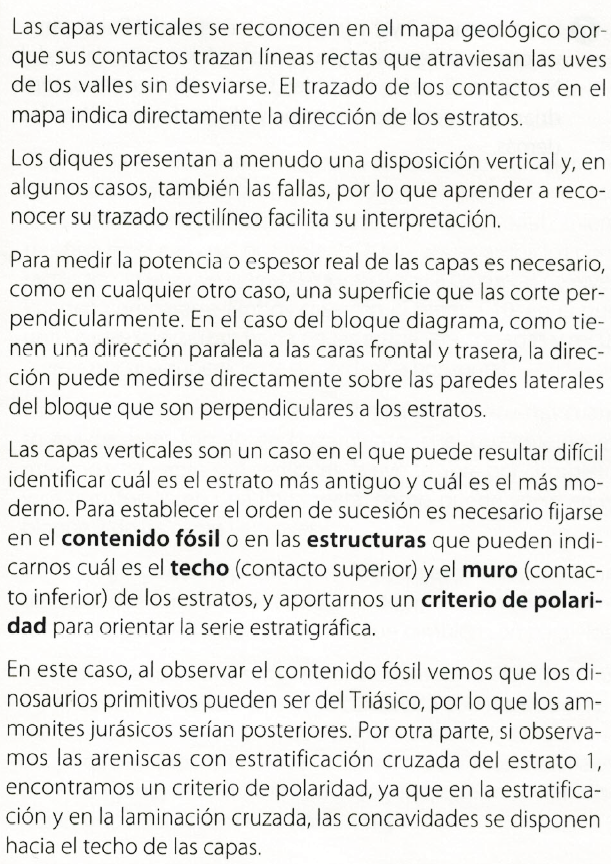 Las capas verticales se reconocen en el mapa geológico por-
que sus contactos trazan líneas rectas que atraviesan las uves
de los valles sin desviarse. El trazado de los contactos en el
mapa indica directamente la dirección de los estratos.
Los diques presentan a menudo una disposición vertical y, en
algunos casos, también las fallas, por lo que aprender a reco-
nocer su trazado rectilíneo facilita su interpretación.
Para medir la potencia o espesor real de las capas es necesario,
como en cualquier otro caso, una superficie que las corte per-
pendicularmente. En el caso del bloque diagrama, como tie-
nen una dirección paralela a las caras frontal y trasera, la direc-
ción puede medirse directamente sobre las paredes laterales
del bloque que son perpendiculares a los estratos.
Las capas verticales son un caso en el que puede resultar difícil
identificar cuál es el estrato más antiguo y cuál es el más mo-
derno. Para establecer el orden de sucesión es necesario fijarse
en el contenido fósil o en las estructuras que pueden indi-
carnos cuál es el techo (contacto superior) y el muro (contac-
to inferior) de los estratos, y aportarnos un criterio de polari-
dad para orientar la serie estratigráfica.
En este caso, al observar el contenido fósil vemos que los di-
nosaurios primitivos pueden ser del Triásico, por lo que los am-
monites jurásicos serían posteriores. Por otra parte, si observa-
mos las areniscas con estratificación cruzada del estrato 1,
encontramos un criterio de polaridad, ya que en la estratifica-
ción y en la laminación cruzada, las concavidades se disponen
hacia el techo de las capas.